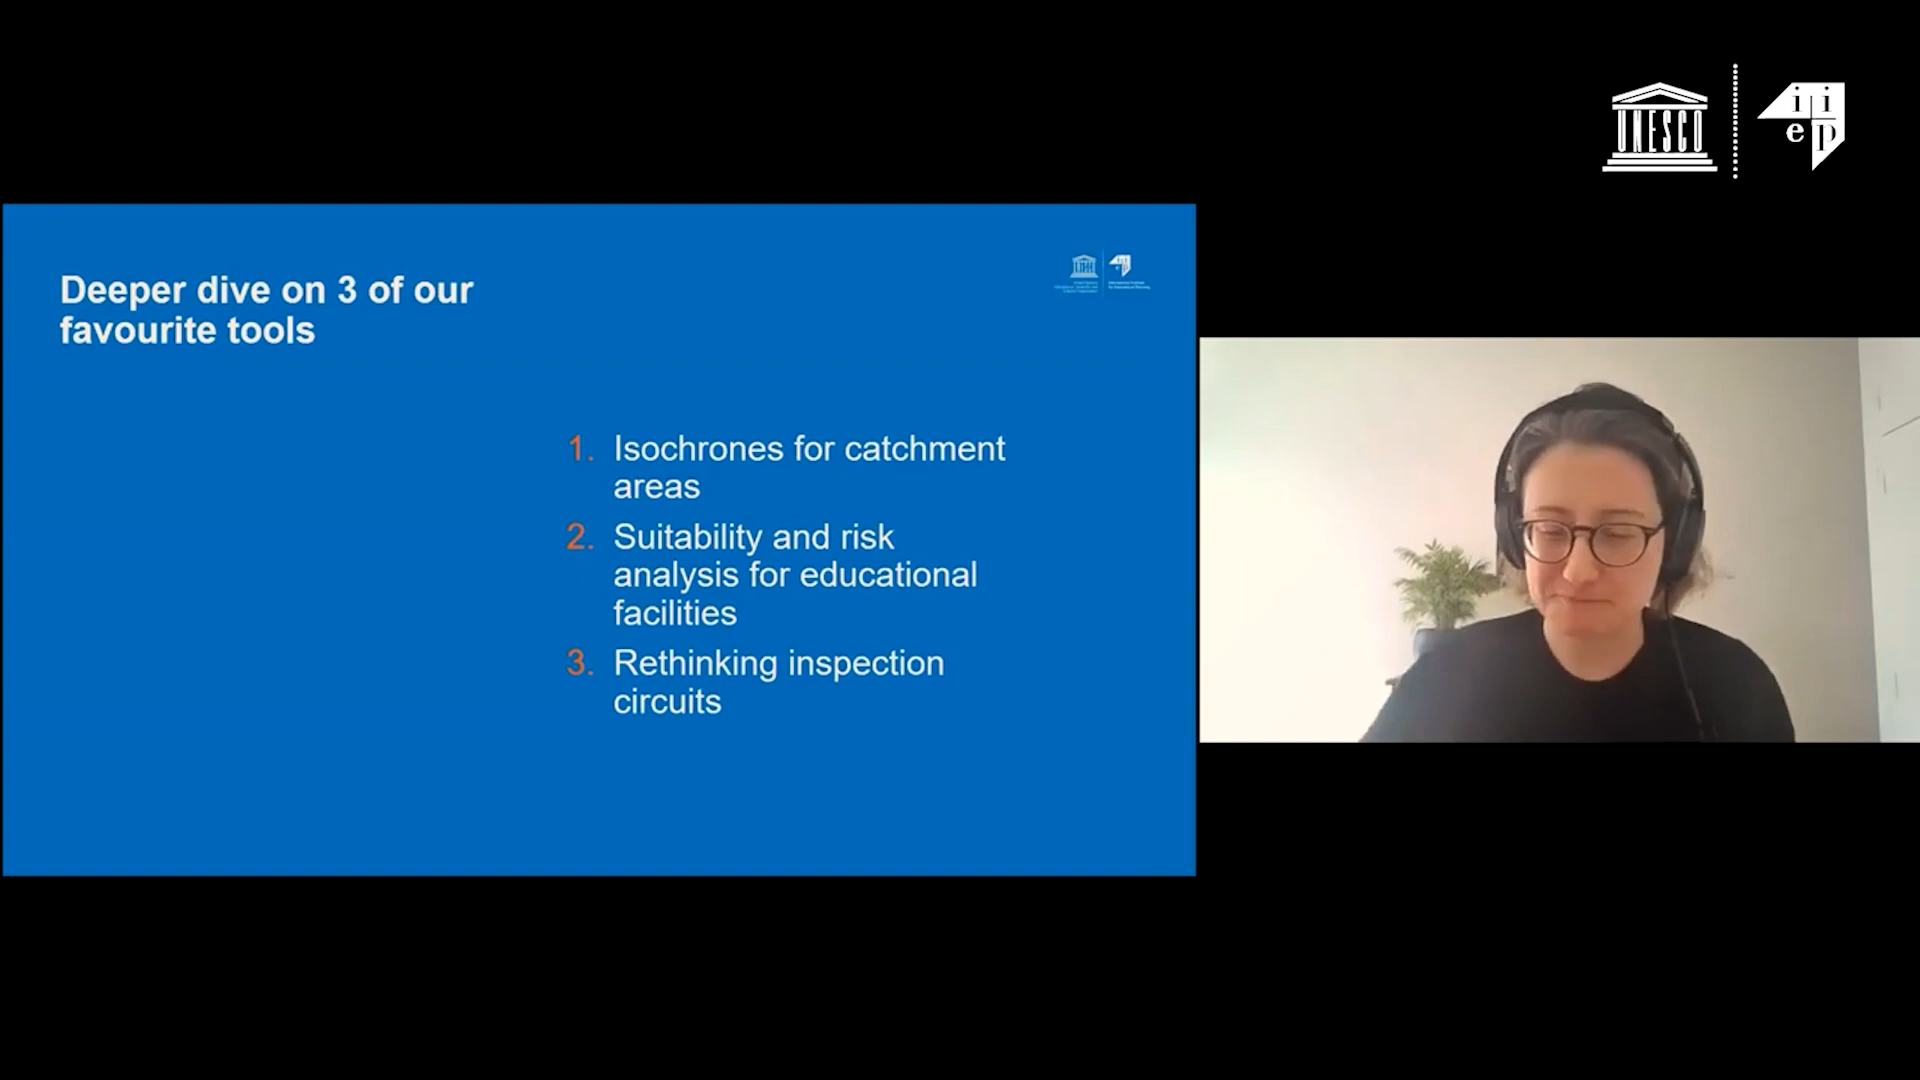 UNESCO
i i
e p
Deeper dive on 3 of our
favourite tools
1. Isochrones for catchment
areas
2. Suitability and risk
analysis for educational
facilities
3. Rethinking inspection
circuits